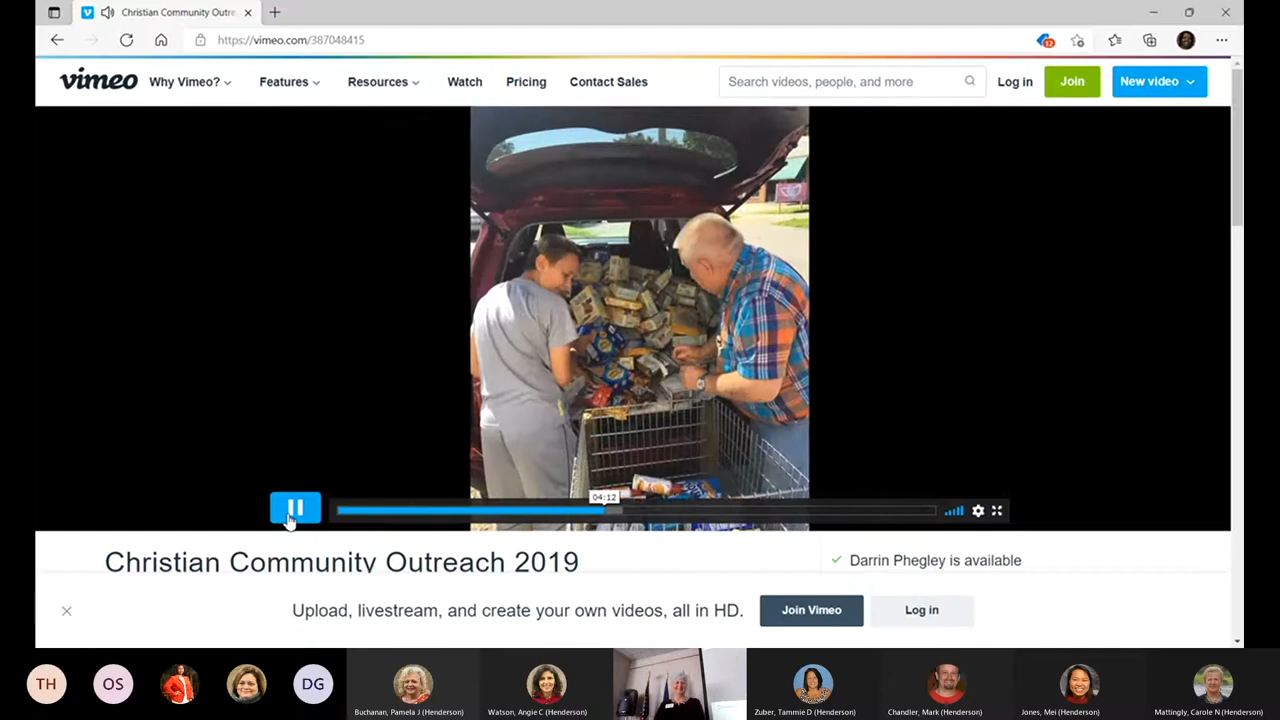 Christian Community Outre
https://vimeo.com/387048415
12
vimeo
Why Vimeo?
Features
Resources
Watch
Pricing
Contact Sales
Search videos, people, and more
Log in
Join
New video
04:12
Christian Community Outreach 2019
Darrin Phegley is available
Upload, livestream, and create your own videos, all in HD.
Join Vimeo
Log in
TH
OS
DG
Buchanan, Pamela J (Henderson)
Watson, Angie C (Henderson)
Zuber, Tammie D (Henderson)
Chandler, Mark (Henderson)
Jones, Mei (Henderson)
Mattingly, Carole N (Henderson)